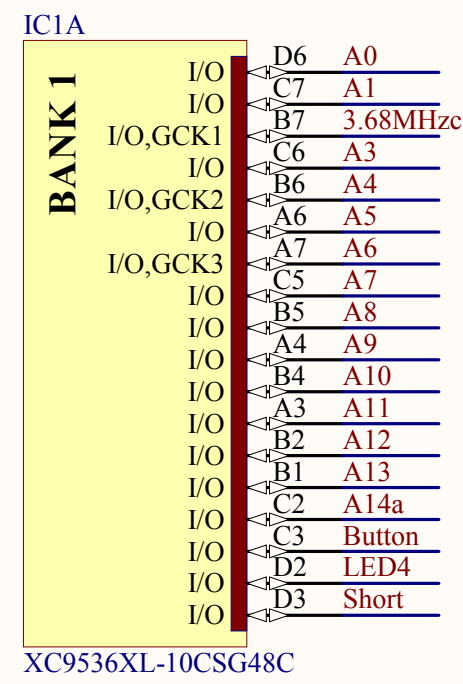 IC1A
BANK 1
I/O D6 A0
I/O C7 A1
I/O,GCK1 B7 3.68MHzc
I/O C6 A3
I/O,GCK2 B6 A4
I/O A6 A5
I/O,GCK3 A7 A6
I/O C5 A7
I/O B5 A8
I/O A4 A9
I/O B4 A10
I/O A3 A11
I/O B2 A12
I/O B1 A13
I/O C2 A14a
I/O C3 Button
I/O D2 LED4
I/O D3 Short
XC9536XL-10CSG48C